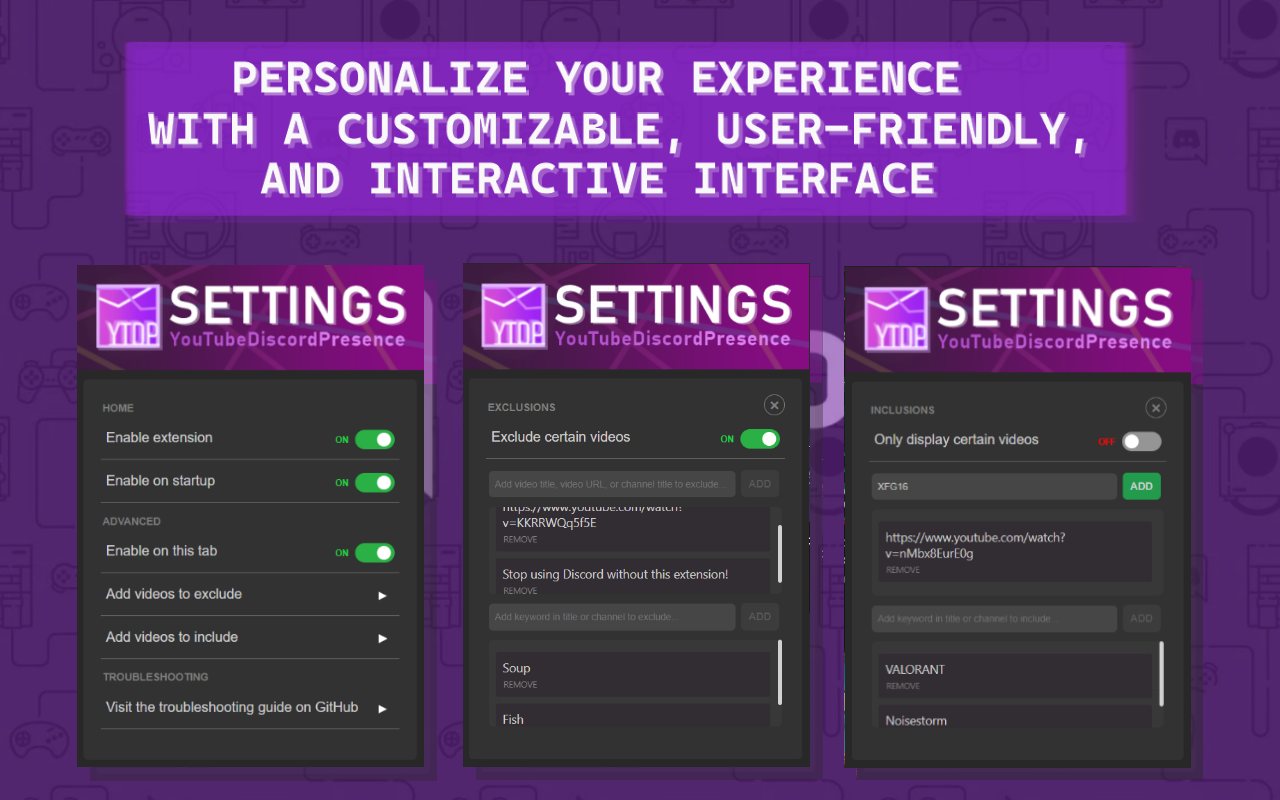 PERSONALIZE YOUR EXPERIENCE
WITH A CUSTOMIZABLE, USER-FRIENDLY,
AND INTERACTIVE INTERFACE
YTDP
SETTINGS
YouTubeDiscordPresence
HOME
Enable extension ON
Enable on startup ON
ADVANCED
Enable on this tab ON
Add videos to exclude
Add videos to include
TROUBLESHOOTING
Visit the troubleshooting guide on GitHub
YTDP
SETTINGS
YouTubeDiscordPresence
EXCLUSIONS
Exclude certain videos ON
Add video title, video URL, or channel title to exclude... ADD
https://www.youtube.com/watch?
v=KKRRWQq5f5E
REMOVE
Stop using Discord without this extension!
REMOVE
Add keyword in title or channel to exclude... ADD
Soup
REMOVE
Fish
YTDP
SETTINGS
YouTubeDiscordPresence
INCLUSIONS
Only display certain videos OFF
XFG16 ADD
https://www.youtube.com/watch?
v=nMbx8EurE0g
REMOVE
Add keyword in title or channel to include... ADD
VALORANT
REMOVE
Noisestorm